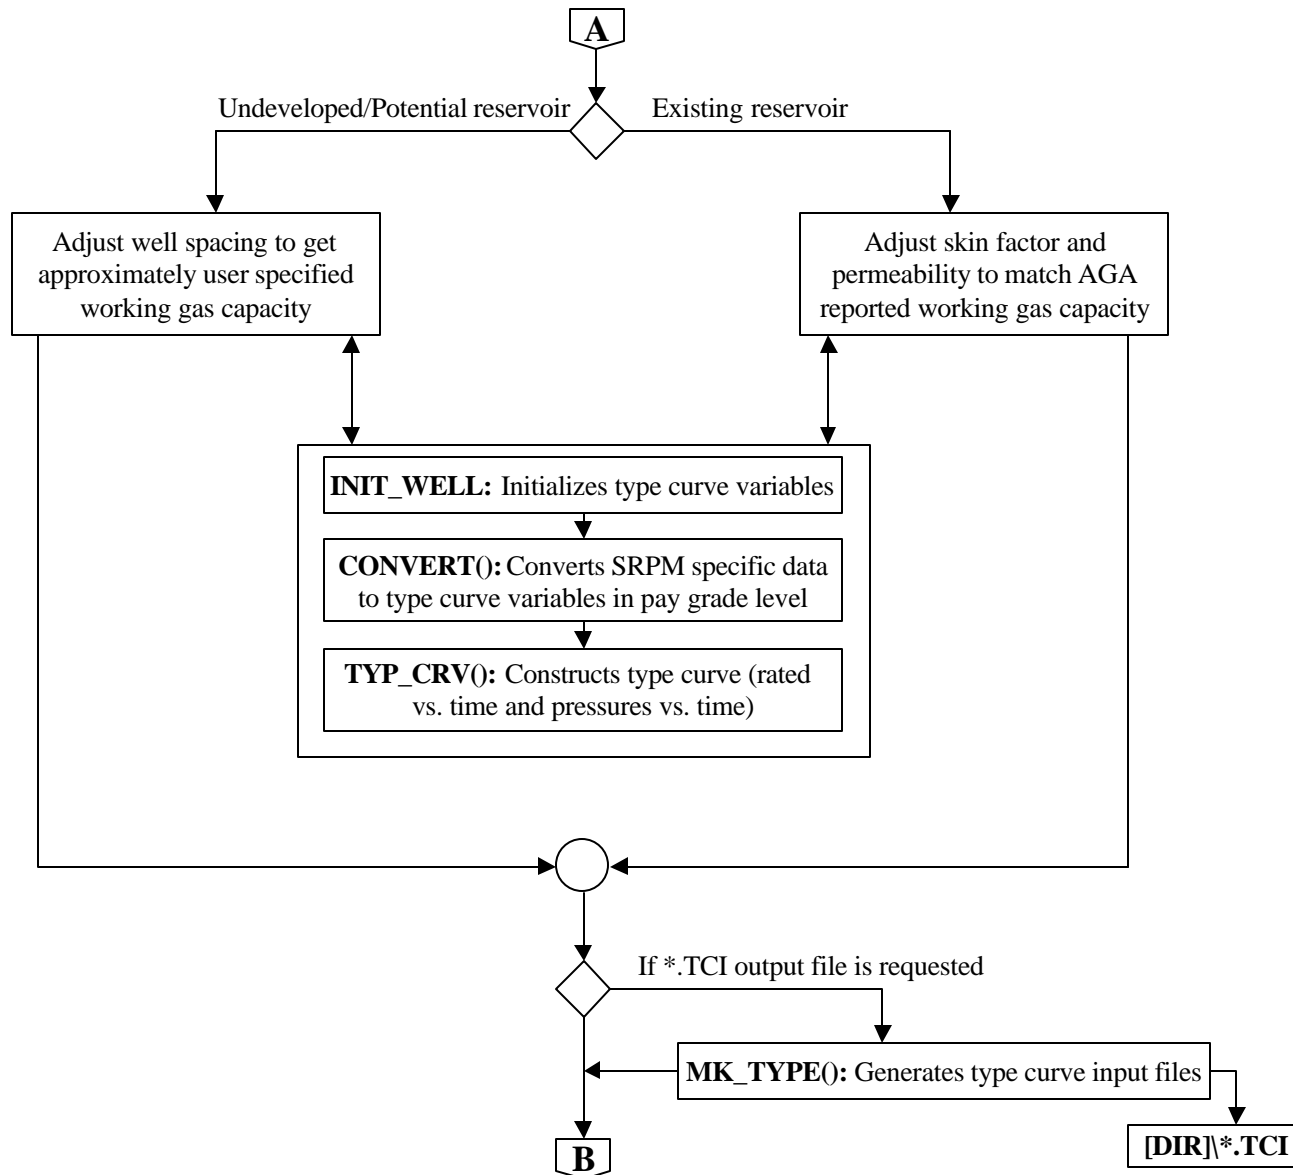 A
Undeveloped/Potential reservoir
Existing reservoir
Adjust well spacing to get
approximately user specified
working gas capacity
Adjust skin factor and
permeability to match AGA
reported working gas capacity
INIT_WELL: Initializes type curve variables
CONVERT(): Converts SRPM specific data
to type curve variables in pay grade level
TYP_CRV(): Constructs type curve (rated
vs. time and pressures vs. time)
If *.TCI output file is requested
MK_TYPE(): Generates type curve input files
[DIR]\*.TCI
B